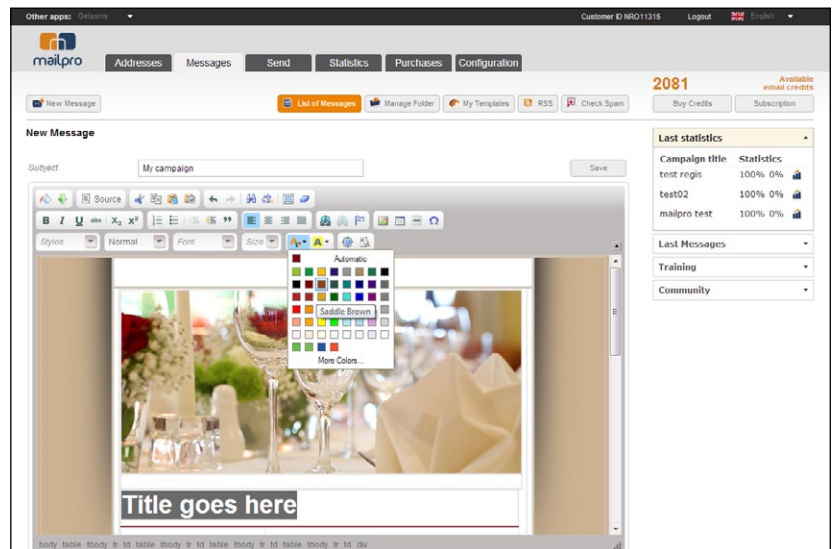 Other apps: Getasms
Customer ID NRO11315 Logout English
mailpro
Addresses Messages Send Statistics Purchases Configuration
2081 Available email credits
New Message List of Messages Manage Folder My Templates RSS Check Spam Buy Credits Subscription
New Message
Last statistics
Campaign title Statistics
test regis 100% 0%
test02 100% 0%
mailpro test 100% 0%
Last Messages
Training
Community
Subject My campaign Save
Source
B I U abc X₂ X²
Styles Normal... Font Size A A
Automatic
Saddle Brown
More Colors...
Title goes here
body table tbody tr td table tbody tr td table tbody tr td table tbody tr td div